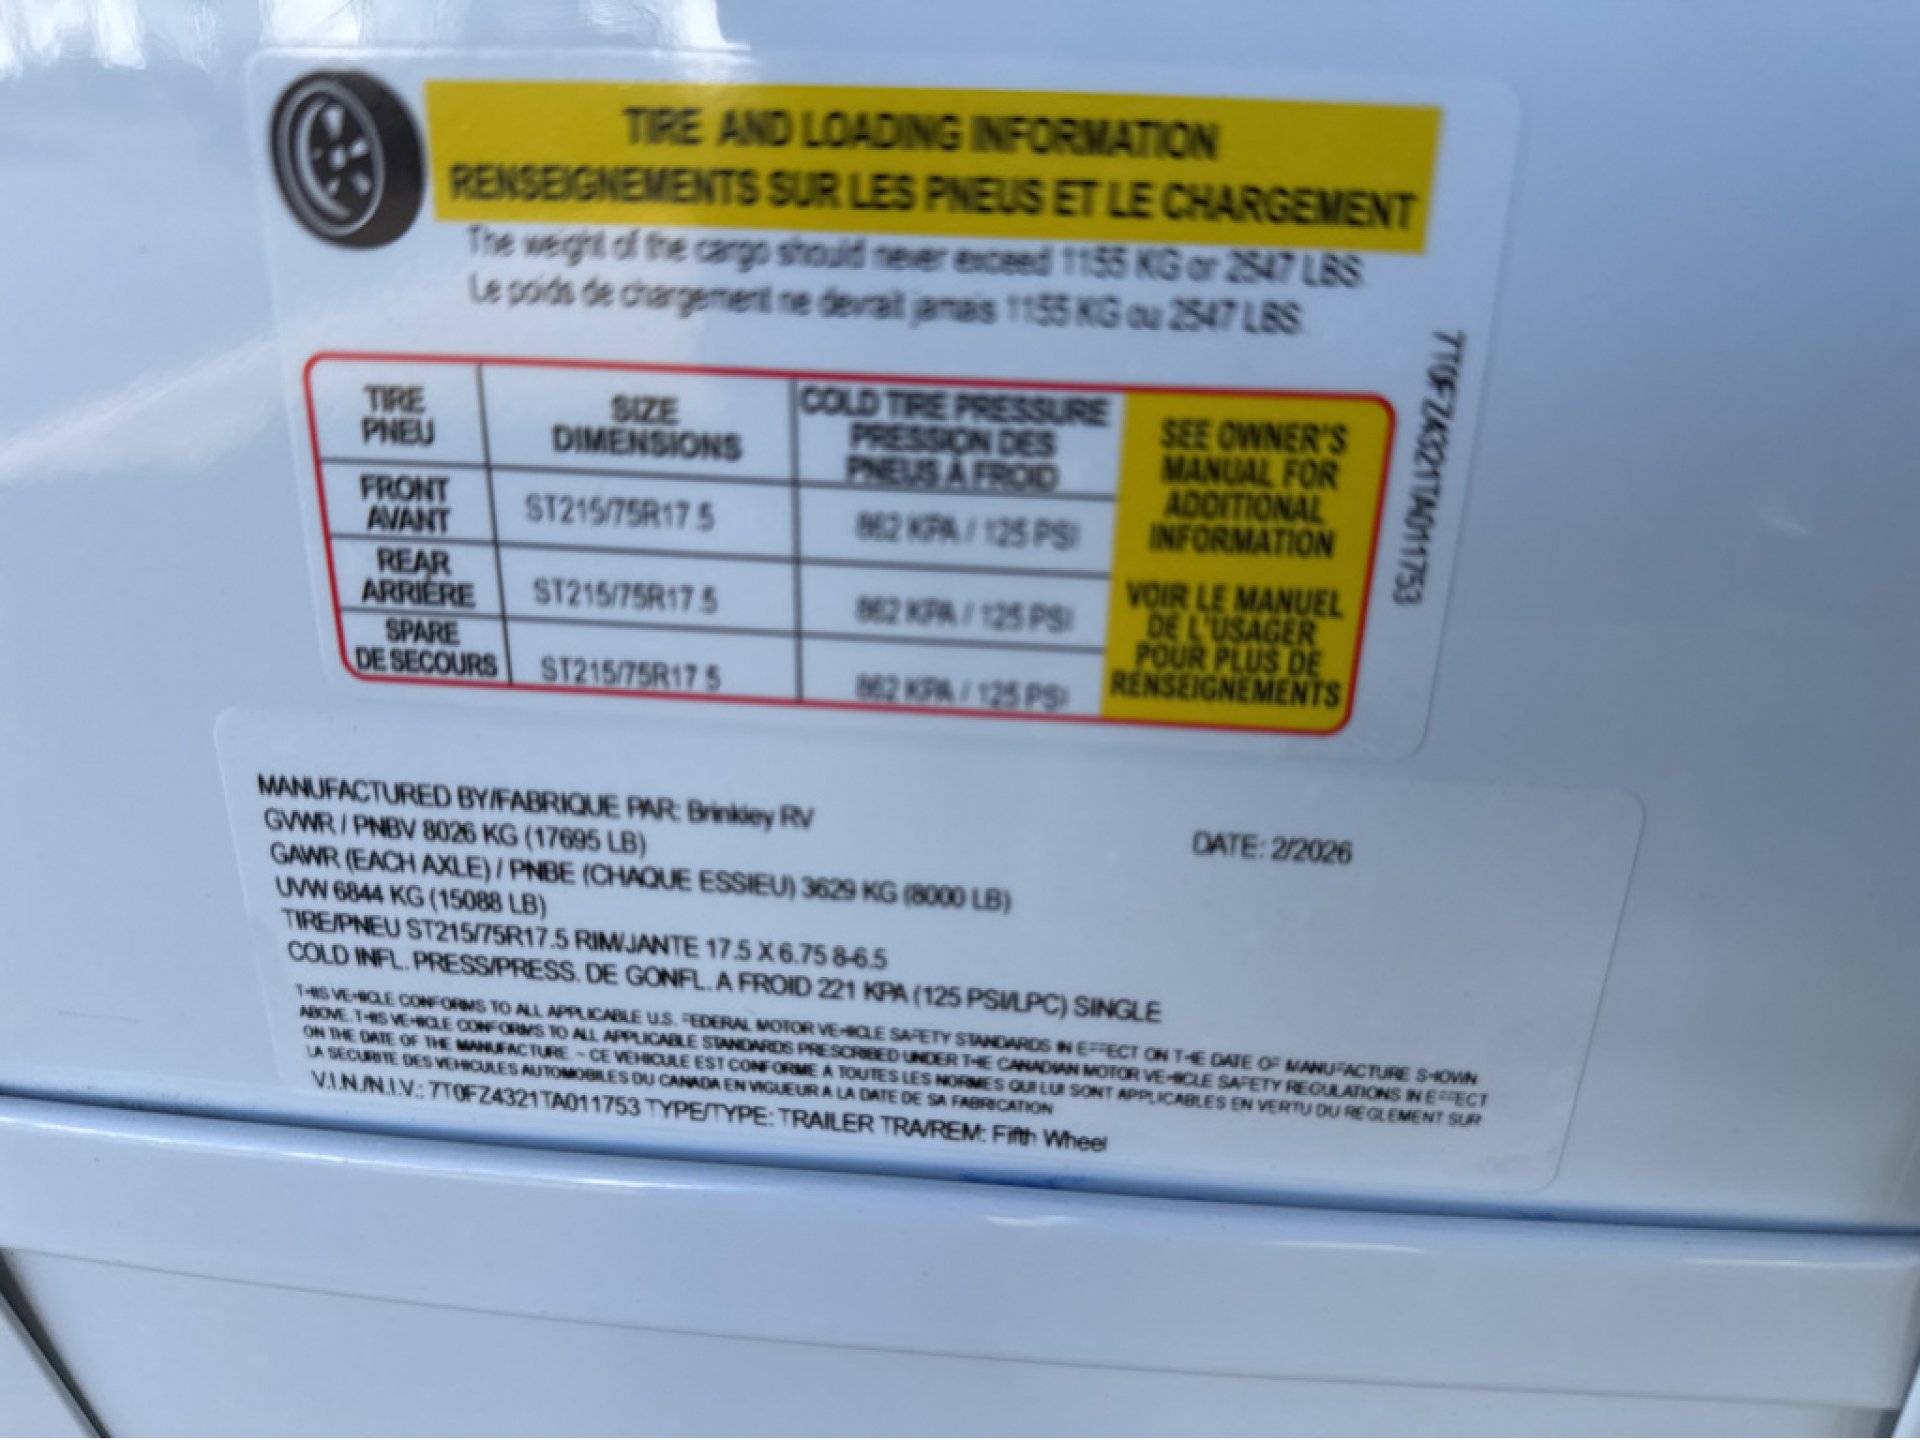 TIRE AND LOADING INFORMATION
RENSEIGNEMENTS SUR LES PNEUS ET LE CHARGEMENT
The weight of the cargo should never exceed 1155 KG or 2547 LBS.
Le poids de chargement ne devrait jamais 1155 KG ou 2547 LBS.
TIRE
PNEU
SIZE
DIMENSIONS
COLD TIRE PRESSURE
PRESSION DES
PNEUS A FROID
FRONT
AVANT
ST215/75R17.5
862 KPA / 125 PSI
REAR
ARRIÈRE
ST215/75R17.5
862 KPA / 125 PSI
SPARE
DE SECOURS
ST215/75R17.5
862 KPA / 125 PSI
SEE OWNER'S
MANUAL FOR
ADDITIONAL
INFORMATION
VOIR LE MANUEL
DE L'USAGER
POUR PLUS DE
RENSEIGNEMENTS
7T0FZ4321TA011753
MANUFACTURED BY/FABRIQUE PAR: Brinkley RV
DATE: 2/2026
GVWR / PNBV 8026 KG (17695 LB)
GAWR (EACH AXLE) / PNBE (CHAQUE ESSIEU) 3629 KG (8000 LB)
UVW 6844 KG (15088 LB)
TIRE/PNEU ST215/75R17.5 RIM/JANTE 17.5 X 6.75 8-6.5
COLD INFL. PRESS/PRESS. DE GONFL. A FROID 221 KPA (125 PSI/LPC) SINGLE
THIS VEHICLE CONFORMS TO ALL APPLICABLE U.S. FEDERAL MOTOR VEHICLE SAFETY STANDARDS IN EFFECT ON THE DATE OF MANUFACTURE SHOWN
ABOVE. THIS VEHICLE CONFORMS TO ALL APPLICABLE STANDARDS PRESCRIBED UNDER THE CANADIAN MOTOR VEHICLE SAFETY REGULATIONS IN EFFECT
ON THE DATE OF THE MANUFACTURE. ~ CE VEHICULE EST CONFORME A TOUTES LES NORMES QUI LUI SONT APPLICABLES EN VERTU DU REGLEMENT SUR
LA SECURITE DES VEHICULES AUTOMOBILES DU CANADA EN VIGUEUR A LA DATE DE SA FABRICATION
V.I.N./N.I.V.: 7T0FZ4321TA011753 TYPE/TYPE: TRAILER TRA/REM: Fifth Wheel